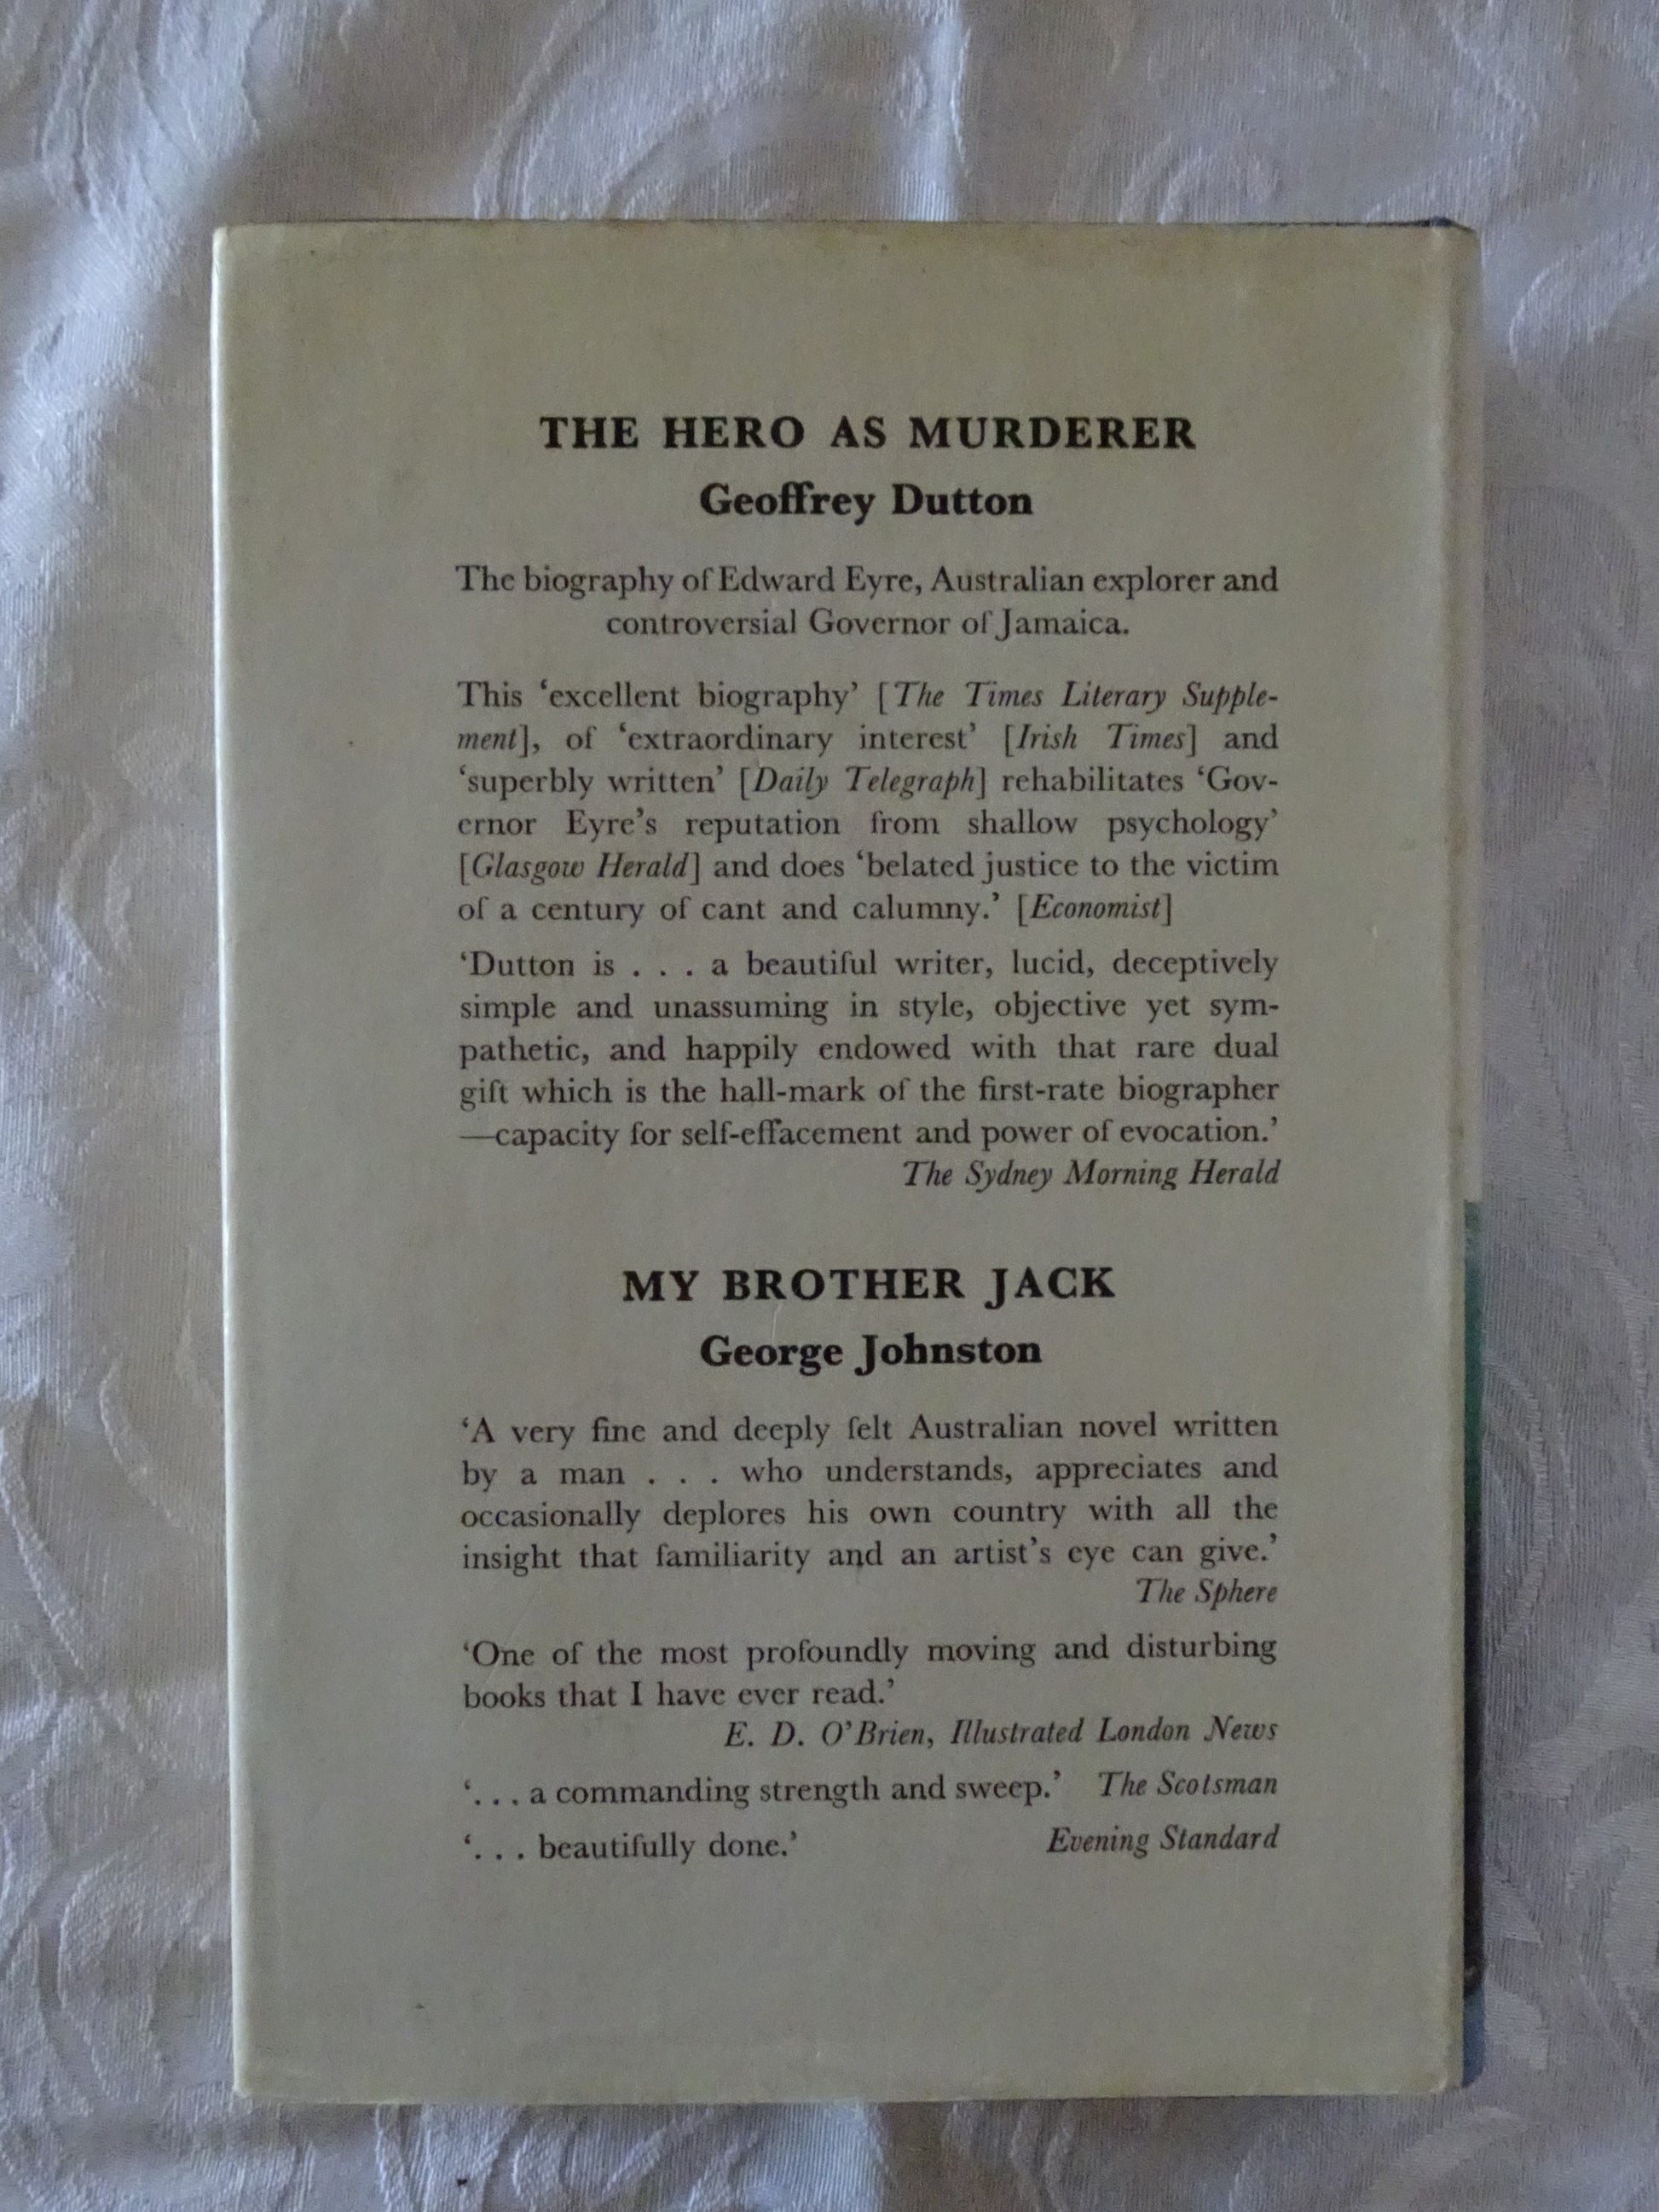 THE HERO AS MURDERER
Geoffrey Dutton
The biography of Edward Eyre, Australian explorer and
controversial Governor of Jamaica.
This ‘excellent biography’ [The Times Literary Supple-
ment], of ‘extraordinary interest’ [Irish Times] and
‘superbly written’ [Daily Telegraph] rehabilitates ‘Gov-
ernor Eyre’s reputation from shallow psychology’
[Glasgow Herald] and does ‘belated justice to the victim
of a century of cant and calumny.’ [Economist]
‘Dutton is . . . a beautiful writer, lucid, deceptively
simple and unassuming in style, objective yet sym-
pathetic, and happily endowed with that rare dual
gift which is the hall-mark of the first-rate biographer
—capacity for self-effacement and power of evocation.’
The Sydney Morning Herald
MY BROTHER JACK
George Johnston
‘A very fine and deeply felt Australian novel written
by a man . . . who understands, appreciates and
occasionally deplores his own country with all the
insight that familiarity and an artist’s eye can give.’
The Sphere
‘One of the most profoundly moving and disturbing
books that I have ever read.’
E. D. O’Brien, Illustrated London News
‘. . . a commanding strength and sweep.’ The Scotsman
‘. . . beautifully done.’ Evening Standard